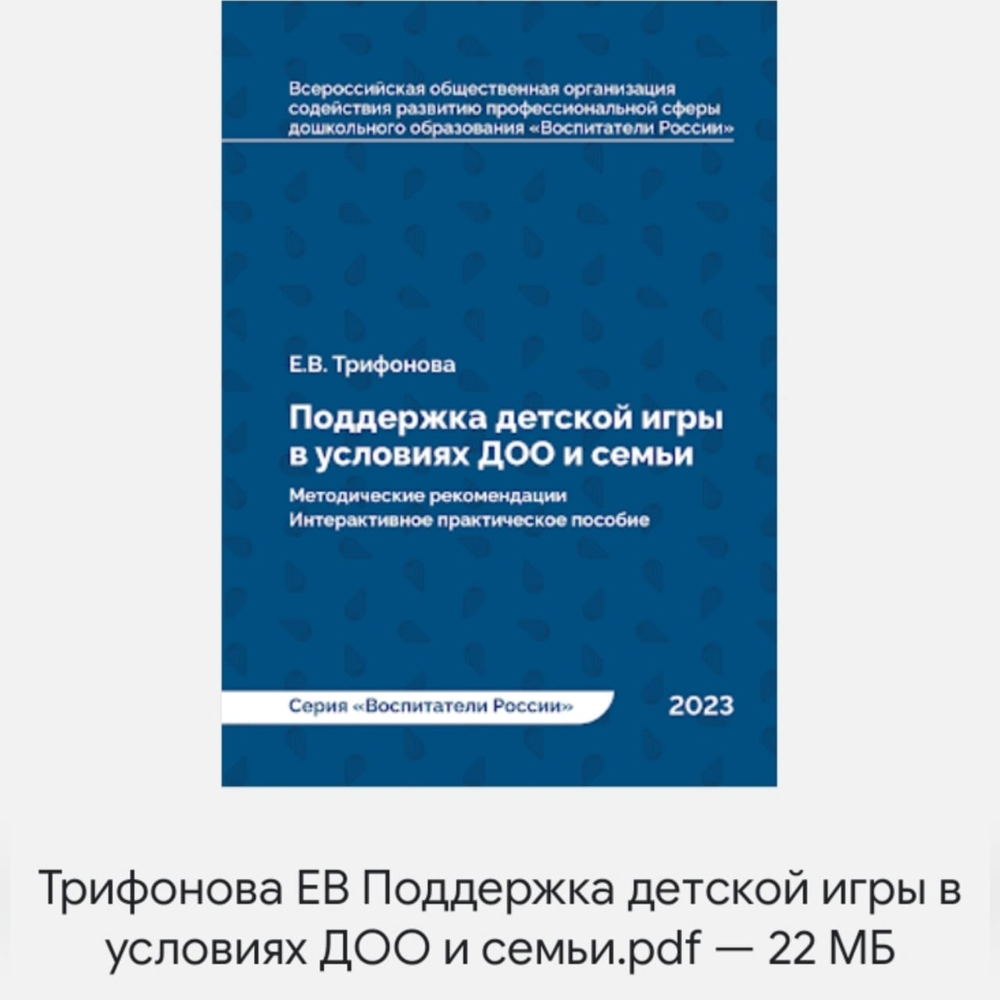 Всероссийская общественная организация
содействия развитию профессиональной сферы
дошкольного образования «Воспитатели России»
Е.В. Трифонова
Поддержка детской игры
в условиях ДОО и семьи
Методические рекомендации
Интерактивное практическое пособие
Серия «Воспитатели России»
2023
Трифонова ЕВ Поддержка детской игры в
условиях ДОО и семьи.pdf — 22 МБ